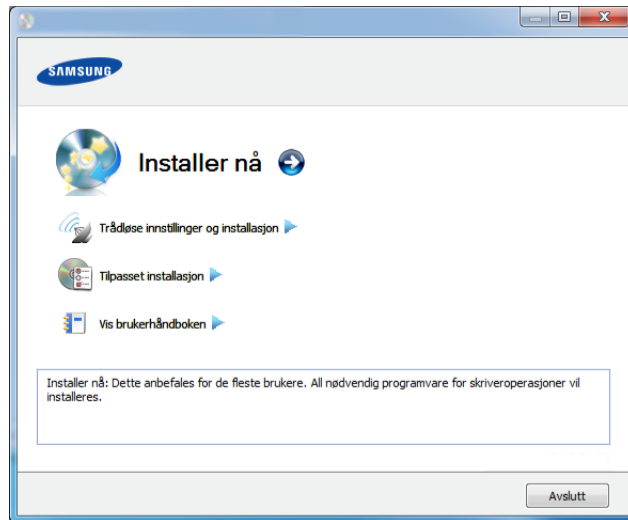 SAMSUNG
Installer nå
Trådløse innstillinger og installasjon
Tilpasset installasjon
Vis brukerhåndboken
Installer nå: Dette anbefales for de fleste brukere. All nødvendig programvare for skriveroperasjoner vil
installeres.
Avslutt